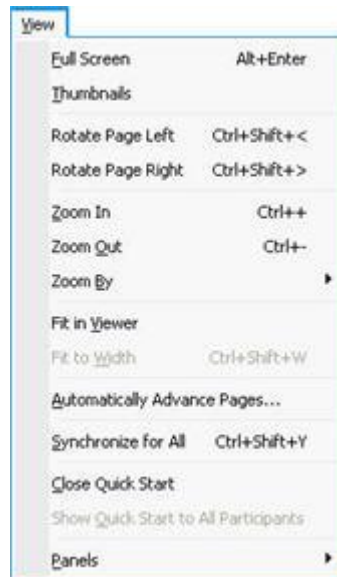 View
Full Screen Alt+Enter
Thumbnails
Rotate Page Left Ctrl+Shift+<
Rotate Page Right Ctrl+Shift+>
Zoom In Ctrl++
Zoom Out Ctrl+-
Zoom By
Fit in Viewer
Fit to Width Ctrl+Shift+W
Automatically Advance Pages...
Synchronize for All Ctrl+Shift+Y
Close Quick Start
Show Quick Start to All Participants
Panels